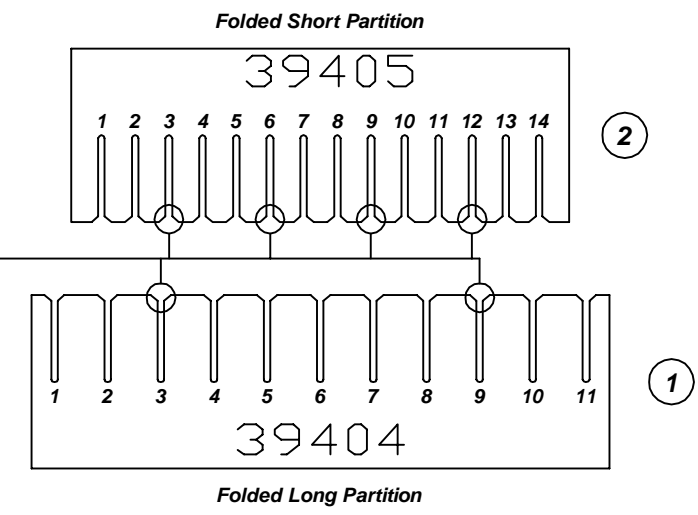 Folded Short Partition
39405
1 2 3 4 5 6 7 8 9 10 11 12 13 14
2
1 2 3 4 5 6 7 8 9 10 11
1
39404
Folded Long Partition